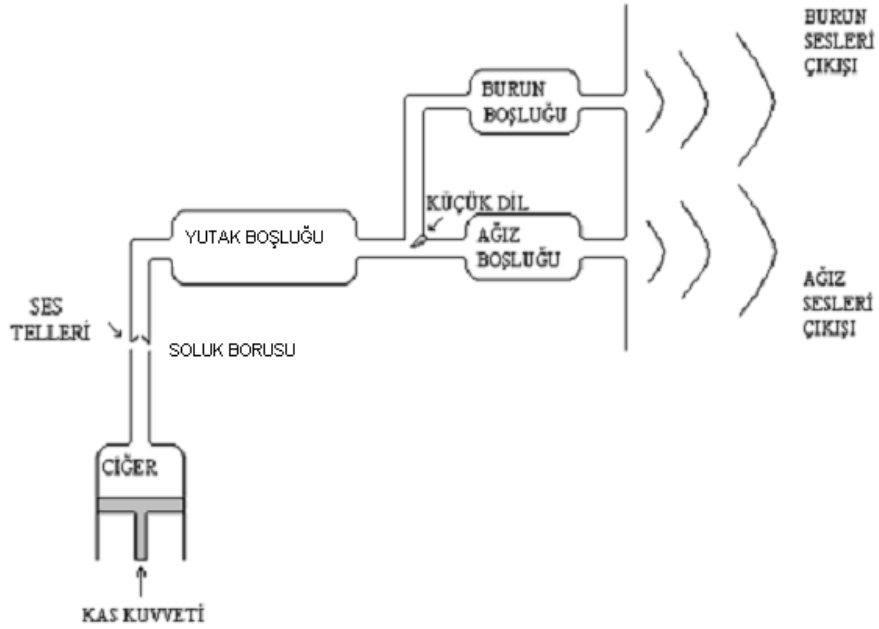 BURUN
SESLERİ
ÇIKIŞI
BURUN
BOŞLUĞU
KÜÇÜK DİL
YUTAK BOŞLUĞU
AĞIZ
BOŞLUĞU
AĞIZ
SESLERİ
ÇIKIŞI
SES
TELLERİ
SOLUK BORUSU
CİĞER
KAS KUVVETİ